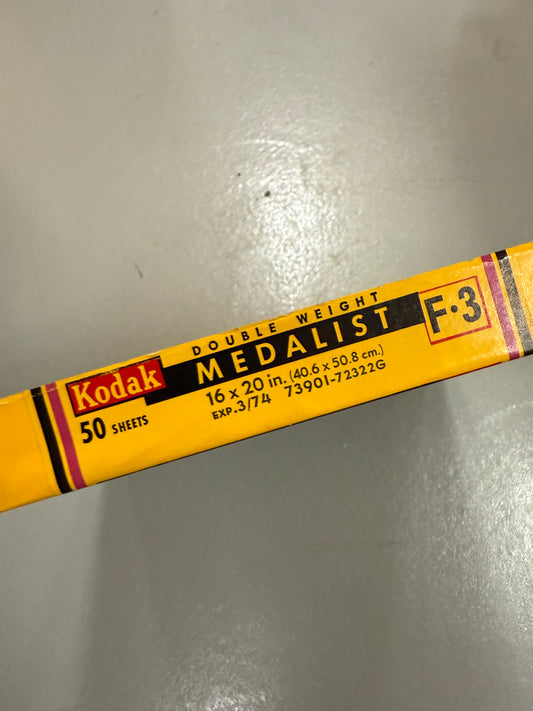 Kodak
50 SHEETS
DOUBLE WEIGHT
MEDALIST
16 x 20 in. (40.6 x 50.8 cm.)
EXP. 3/74 73901-72322G
F·3